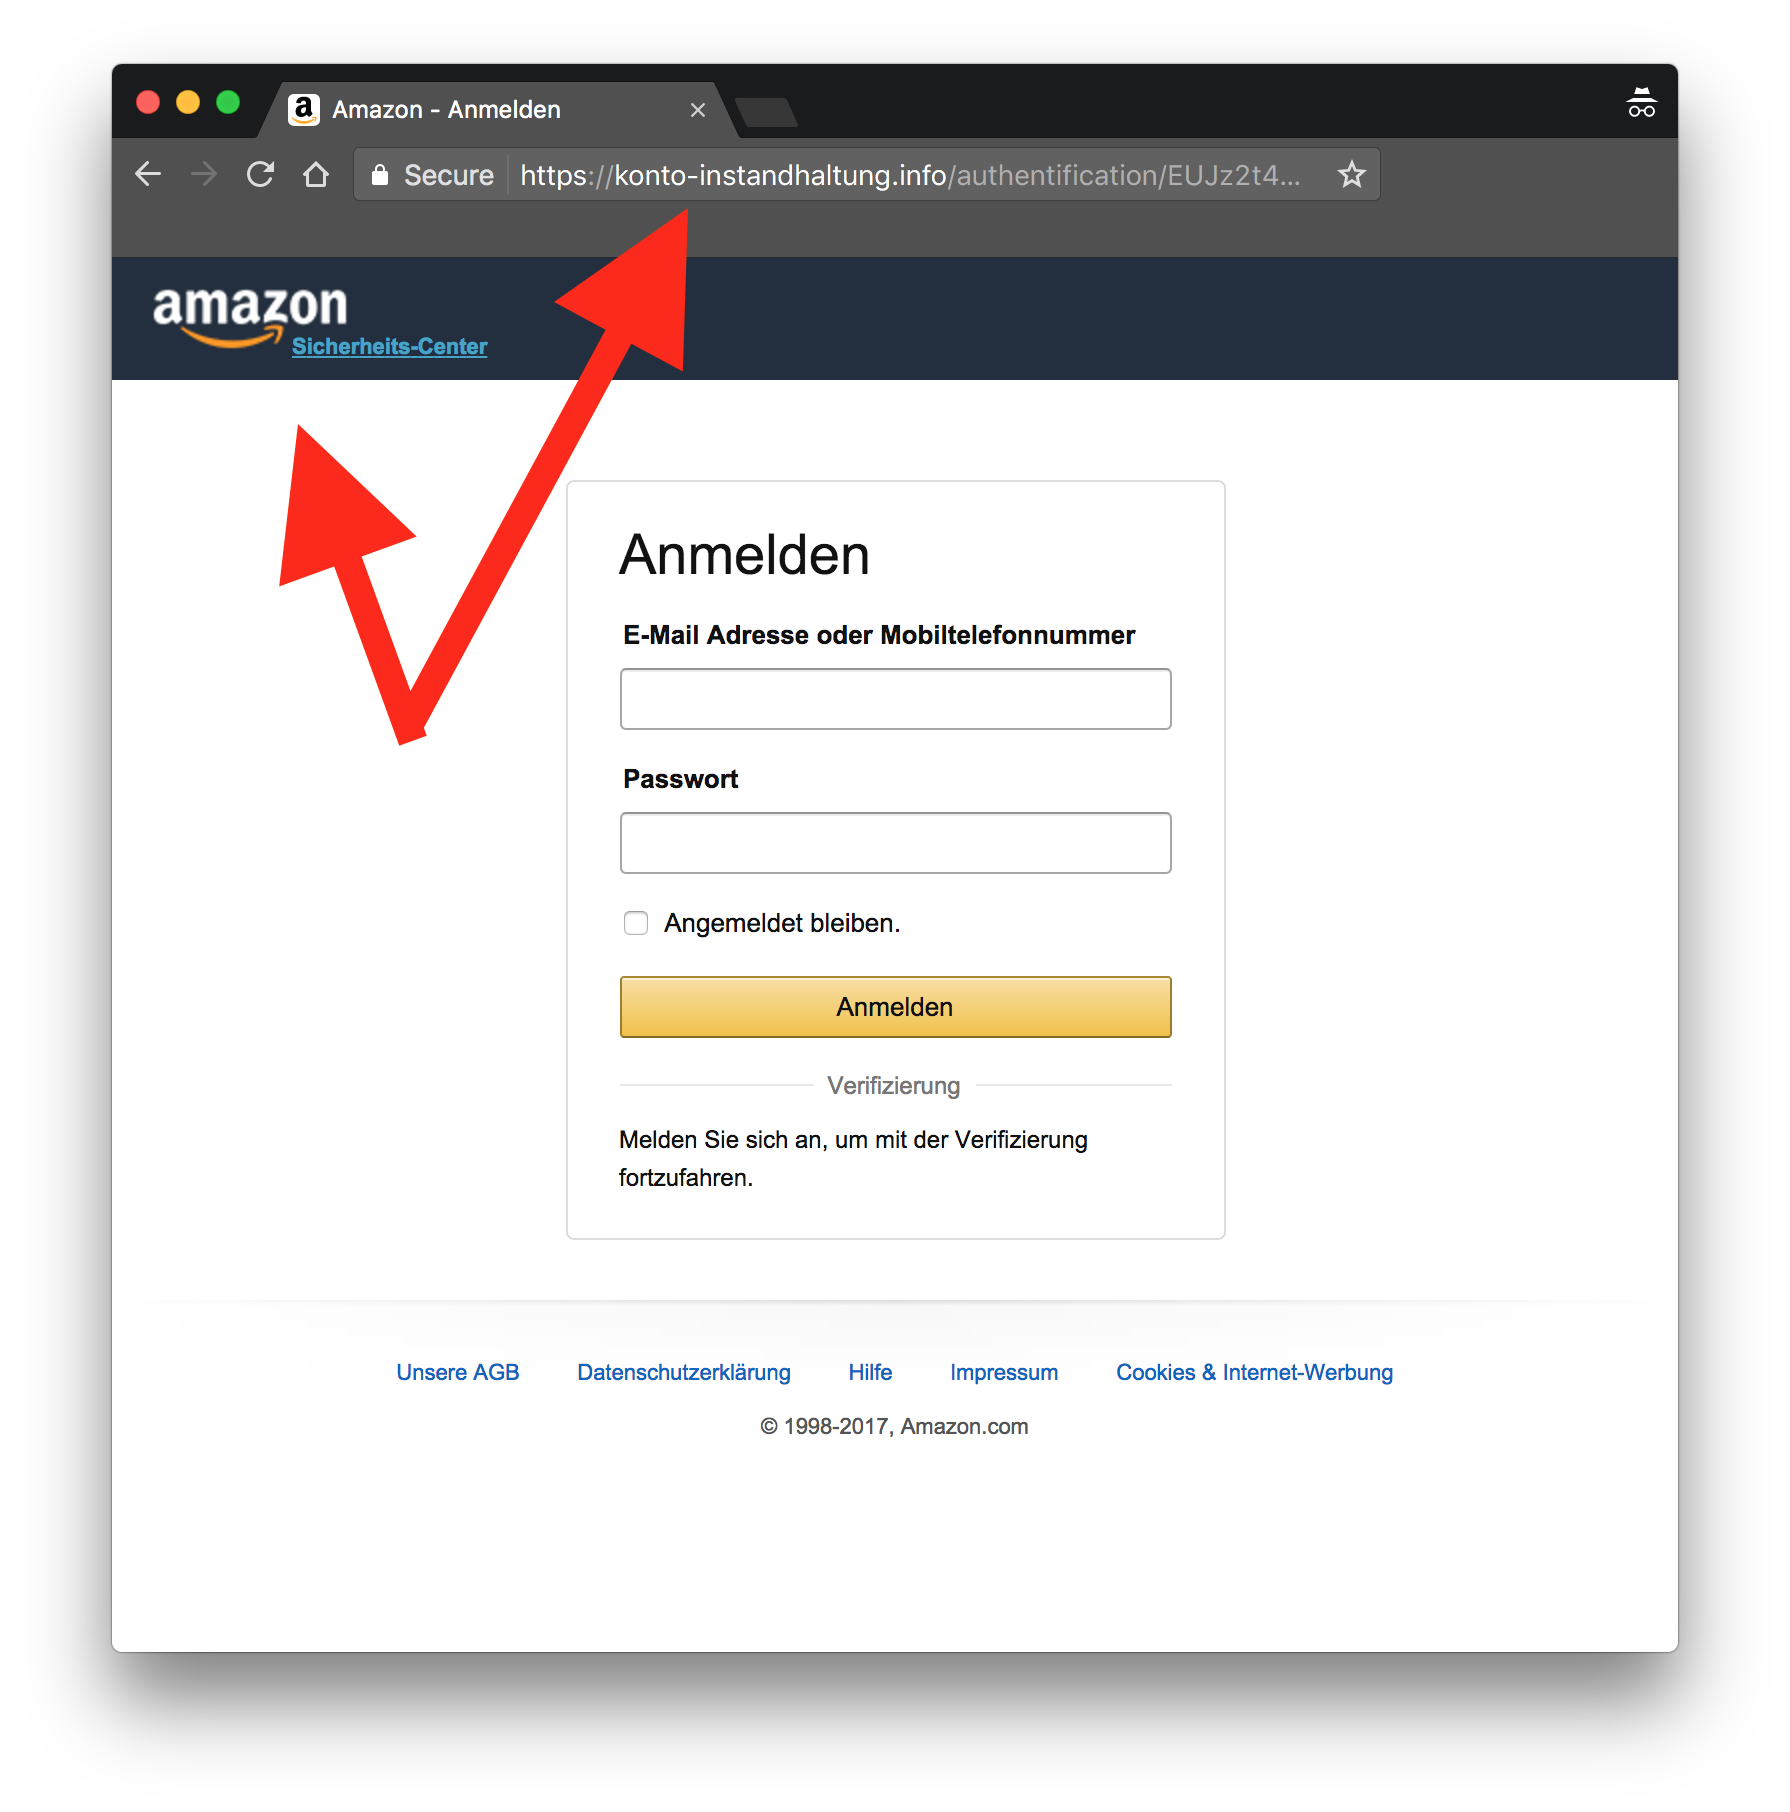 Amazon - Anmelden
Secure https://konto-instandhaltung.info/authentification/EUJz2t4...
amazon
Sicherheits-Center
Anmelden
E-Mail Adresse oder Mobiltelefonnummer
Passwort
Angemeldet bleiben.
Anmelden
Verifizierung
Melden Sie sich an, um mit der Verifizierung
fortzufahren.
Unsere AGB Datenschutzerklärung Hilfe Impressum Cookies & Internet-Werbung
© 1998-2017, Amazon.com